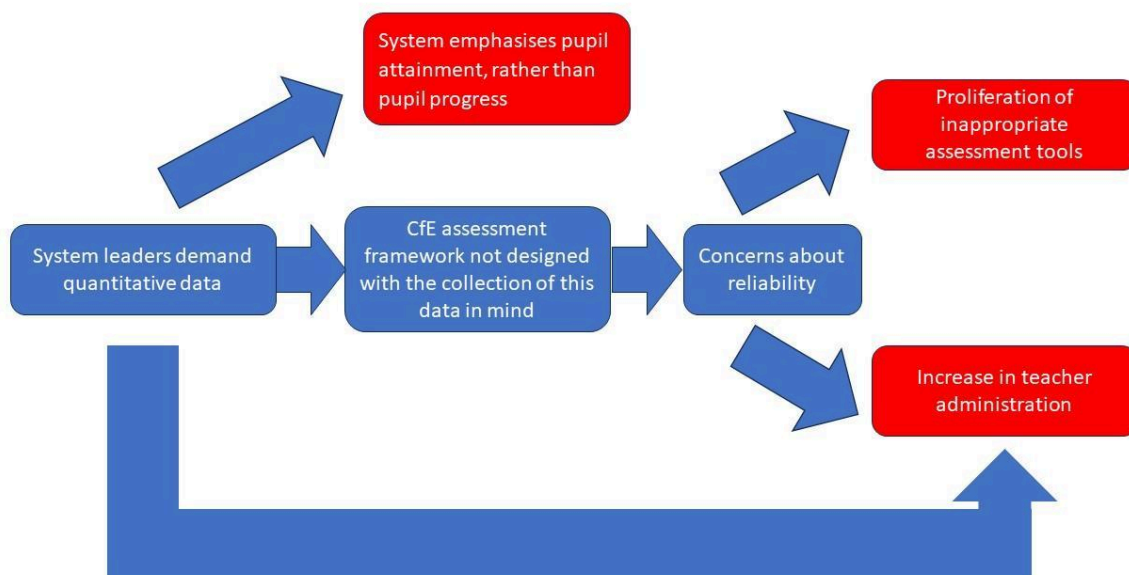 System emphasises pupil
attainment, rather than
pupil progress
Proliferation of
inappropriate
assessment tools
System leaders demand
quantitative data
CfE assessment
framework not designed
with the collection of this
data in mind
Concerns about
reliability
Increase in teacher
administration